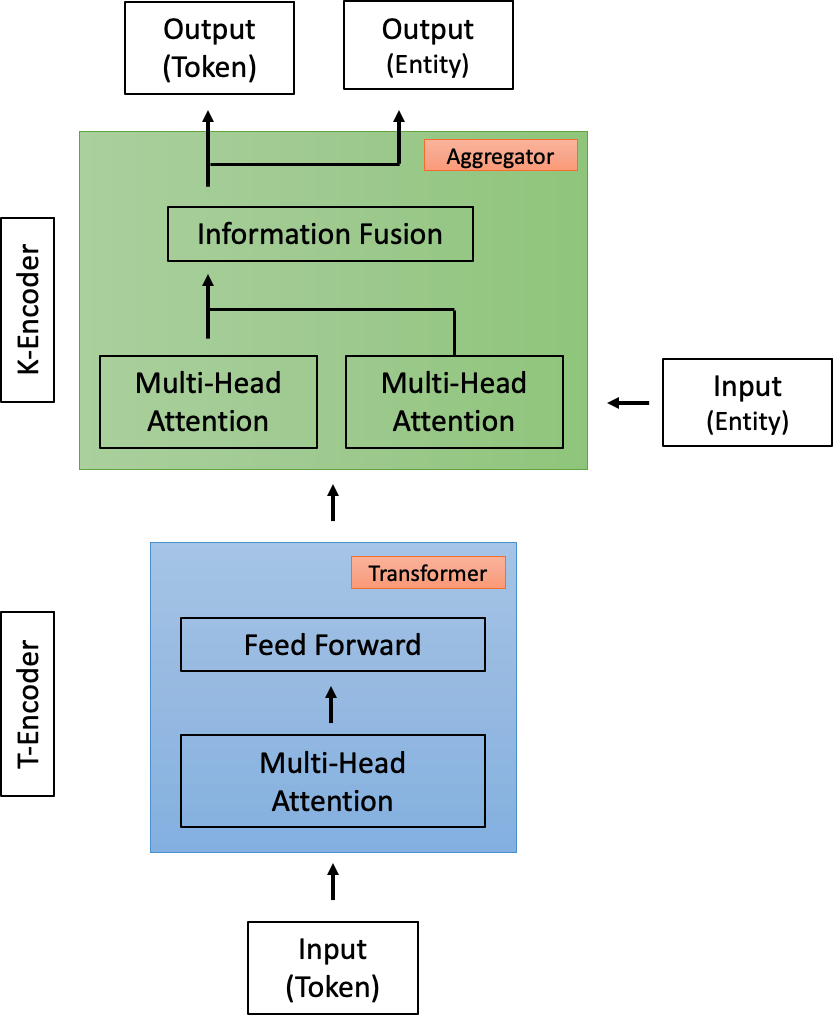 Output
(Token)
Output
(Entity)
Aggregator
Information Fusion
K-Encoder
Multi-Head
Attention
Multi-Head
Attention
Input
(Entity)
Transformer
Feed Forward
T-Encoder
Multi-Head
Attention
Input
(Token)